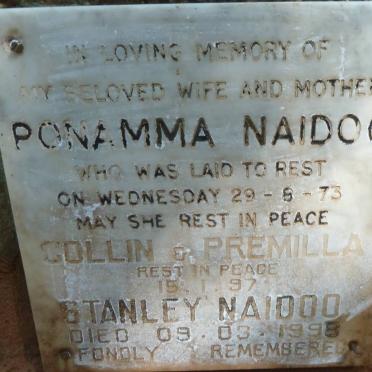 IN LOVING MEMORY OF
MY BELOVED WIFE AND MOTHER
PONAMMA NAIDOO
WHO WAS LAID TO REST
ON WEDNESDAY 29-8-73
MAY SHE REST IN PEACE
COLLIN & PREMILLA
REST IN PEACE
STANLEY NAIDOO
DIED 09.03.1998
FONDLY REMEMBERED